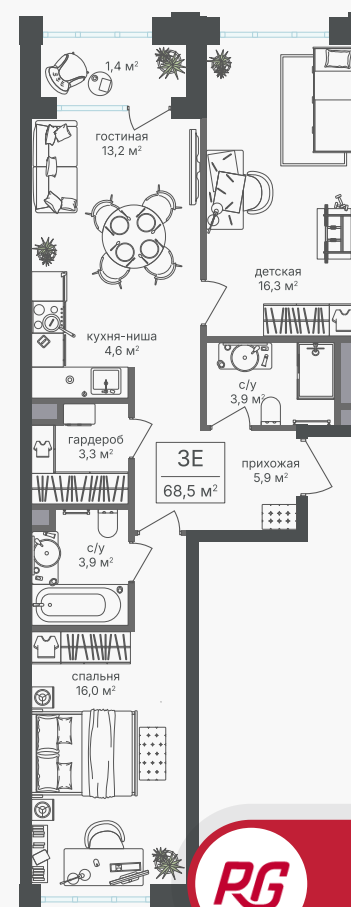 1,4 м²
гостиная
13,2 м²
детская
16,3 м²
кухня-ниша
4,6 м²
с/у
3,9 м²
гардероб
3,3 м²
3Е
68,5 м²
прихожая
5,9 м²
с/у
3,9 м²
спальня
16,0 м²
RG